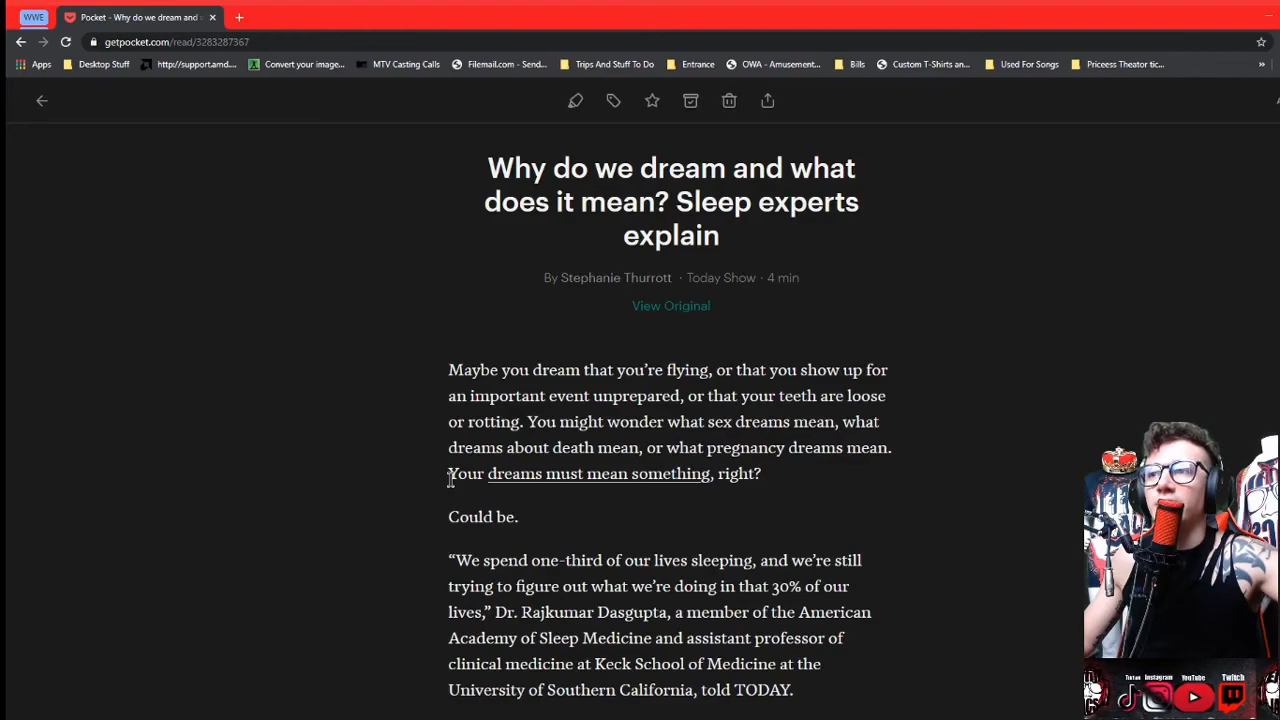 WWE
Pocket - Why do we dream and
getpocket.com/read/3283287367
Apps
Desktop Stuff
http://support.amd...
Convert your image...
MTV Casting Calls
Filemail.com - Send...
Trips And Stuff To Do
Entrance
OWA - Amusement...
Bills
Custom T-Shirts an...
Used For Songs
Priceess Theator tic...
Why do we dream and what
does it mean? Sleep experts
explain
By Stephanie Thurrott · Today Show · 4 min
View Original
Maybe you dream that you’re flying, or that you show up for
an important event unprepared, or that your teeth are loose
or rotting. You might wonder what sex dreams mean, what
dreams about death mean, or what pregnancy dreams mean.
Your dreams must mean something, right?
Could be.
“We spend one-third of our lives sleeping, and we’re still
trying to figure out what we’re doing in that 30% of our
lives,” Dr. Rajkumar Dasgupta, a member of the American
Academy of Sleep Medicine and assistant professor of
clinical medicine at Keck School of Medicine at the
University of Southern California, told TODAY.
TikTok
Instagram
YouTube
Twitch